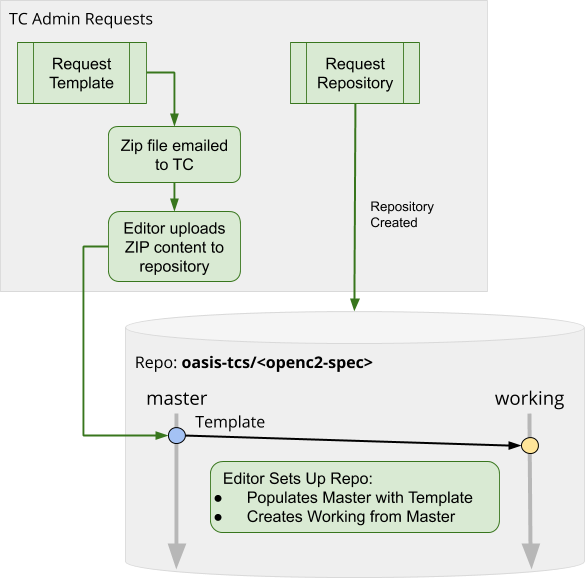 TC Admin Requests
Request
Template
Request
Repository
Zip file emailed
to TC
Repository
Created
Editor uploads
ZIP content to
repository
Repo: oasis-tcs/<openc2-spec>
master
working
Template
Editor Sets Up Repo:
● Populates Master with Template
● Creates Working from Master